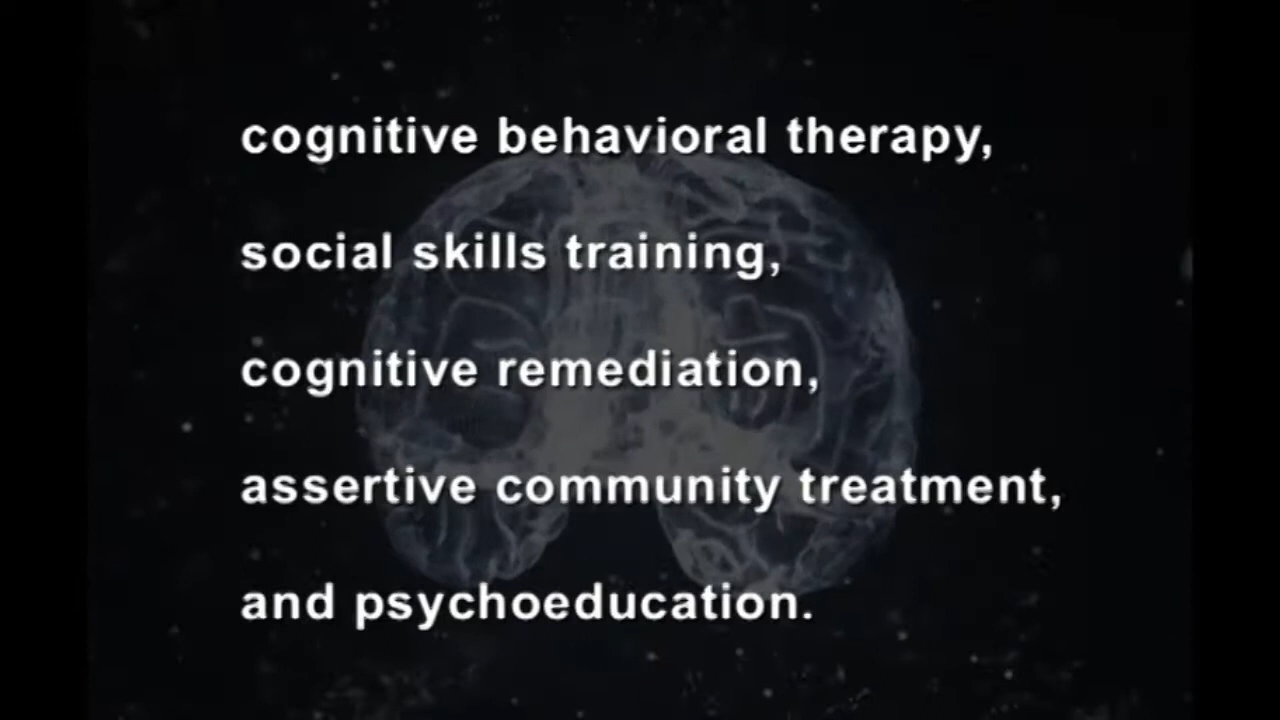 cognitive behavioral therapy,
social skills training,
cognitive remediation,
assertive community treatment,
and psychoeducation.